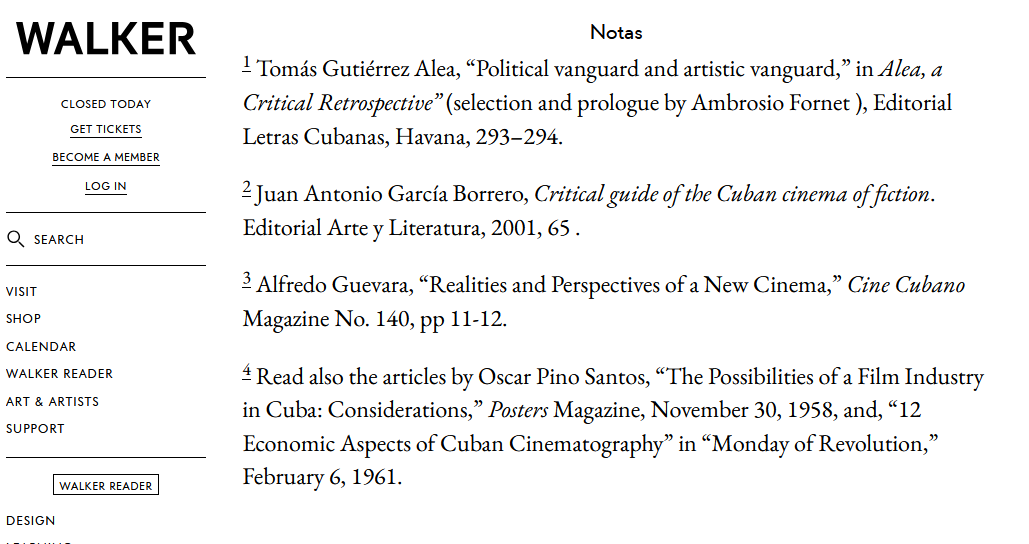 WALKER
CLOSED TODAY
GET TICKETS
BECOME A MEMBER
LOG IN
SEARCH
VISIT
SHOP
CALENDAR
WALKER READER
ART & ARTISTS
SUPPORT
WALKER READER
DESIGN
Notas
1 Tomás Gutiérrez Alea, “Political vanguard and artistic vanguard,” in Alea, a
Critical Retrospective” (selection and prologue by Ambrosio Fornet ), Editorial
Letras Cubanas, Havana, 293–294.
2 Juan Antonio García Borrero, Critical guide of the Cuban cinema of fiction.
Editorial Arte y Literatura, 2001, 65 .
3 Alfredo Guevara, “Realities and Perspectives of a New Cinema,” Cine Cubano
Magazine No. 140, pp 11-12.
4 Read also the articles by Oscar Pino Santos, “The Possibilities of a Film Industry
in Cuba: Considerations,” Posters Magazine, November 30, 1958, and, “12
Economic Aspects of Cuban Cinematography” in “Monday of Revolution,”
February 6, 1961.